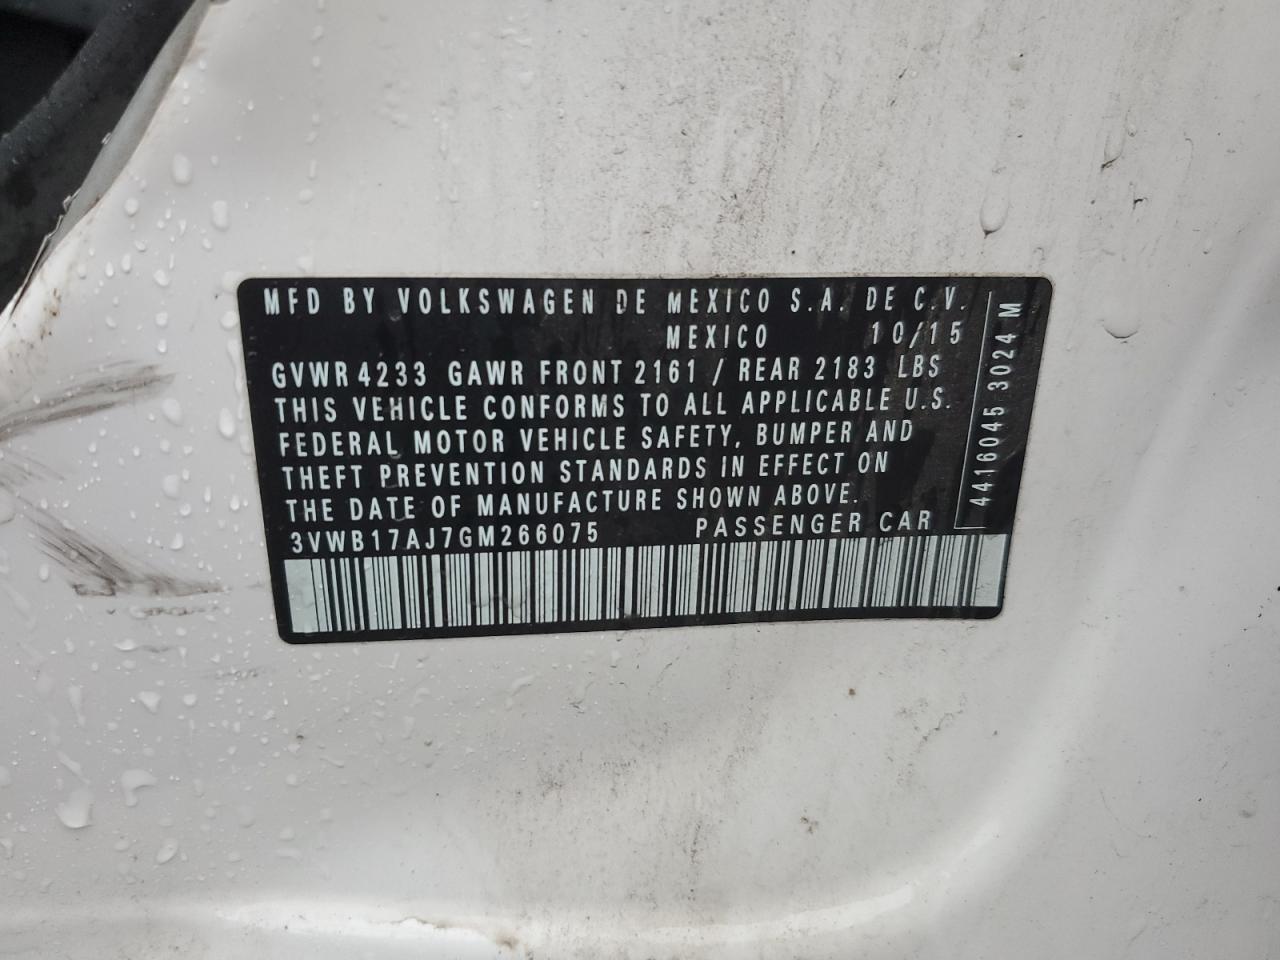 MFD BY VOLKSWAGEN DE MEXICO S.A. DE C.V.
MEXICO 10/15
GVWR 4233 GAWR FRONT 2161 / REAR 2183 LBS
THIS VEHICLE CONFORMS TO ALL APPLICABLE U.S.
FEDERAL MOTOR VEHICLE SAFETY, BUMPER AND
THEFT PREVENTION STANDARDS IN EFFECT ON
THE DATE OF MANUFACTURE SHOWN ABOVE.
3VWB17AJ7GM266075 PASSENGER CAR
4416045 3024 M